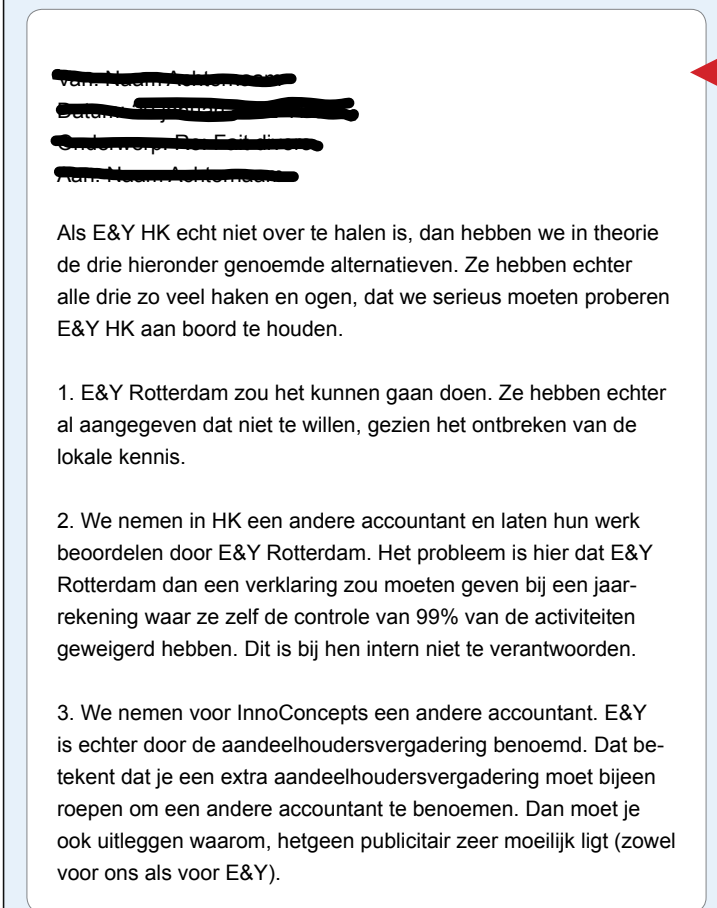 Als E&Y HK echt niet over te halen is, dan hebben we in theorie
de drie hieronder genoemde alternatieven. Ze hebben echter
alle drie zo veel haken en ogen, dat we serieus moeten proberen
E&Y HK aan boord te houden.
1. E&Y Rotterdam zou het kunnen gaan doen. Ze hebben echter
al aangegeven dat niet te willen, gezien het ontbreken van de
lokale kennis.
2. We nemen in HK een andere accountant en laten hun werk
beoordelen door E&Y Rotterdam. Het probleem is hier dat E&Y
Rotterdam dan een verklaring zou moeten geven bij een jaar-
rekening waar ze zelf de controle van 99% van de activiteiten
geweigerd hebben. Dit is bij hen intern niet te verantwoorden.
3. We nemen voor InnoConcepts een andere accountant. E&Y
is echter door de aandeelhoudersvergadering benoemd. Dat be-
tekent dat je een extra aandeelhoudersvergadering moet bijeen
roepen om een andere accountant te benoemen. Dan moet je
ook uitleggen waarom, hetgeen publicitair zeer moeilijk ligt (zowel
voor ons als voor E&Y).